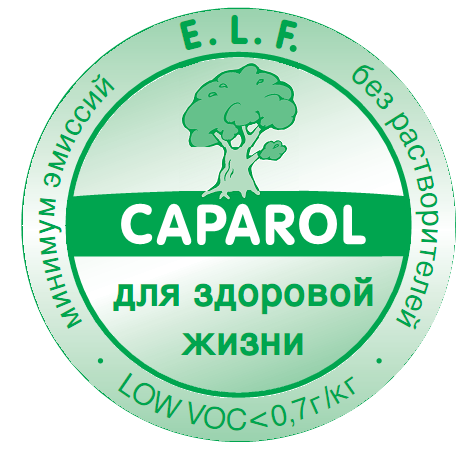 E. L. F.
минимум эмиссий
без растворителей
CAPAROL
для здоровой
жизни
LOW VOC<0,7г/кг